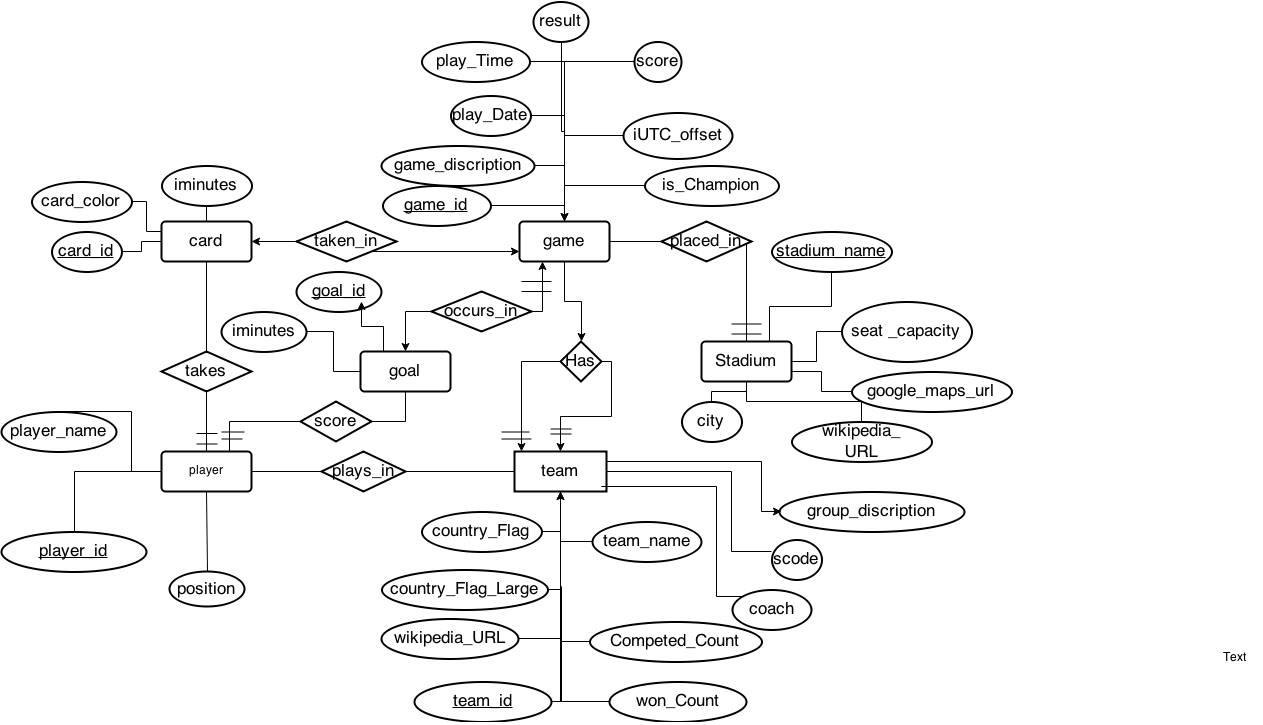 result
play_Time
score
play_Date
iUTC_offset
game_discription
iminutes
is_Champion
card_color
game_id
card
taken_in
game
placed_in
card_id
stadium_name
goal_id
occurs_in
iminutes
seat _capacity
Has
Stadium
takes
goal
google_maps_url
score
city
player_name
wikipedia_
URL
player
plays_in
team
group_discription
country_Flag
team_name
player_id
scode
position
country_Flag_Large
coach
wikipedia_URL
Competed_Count
Text
team_id
won_Count